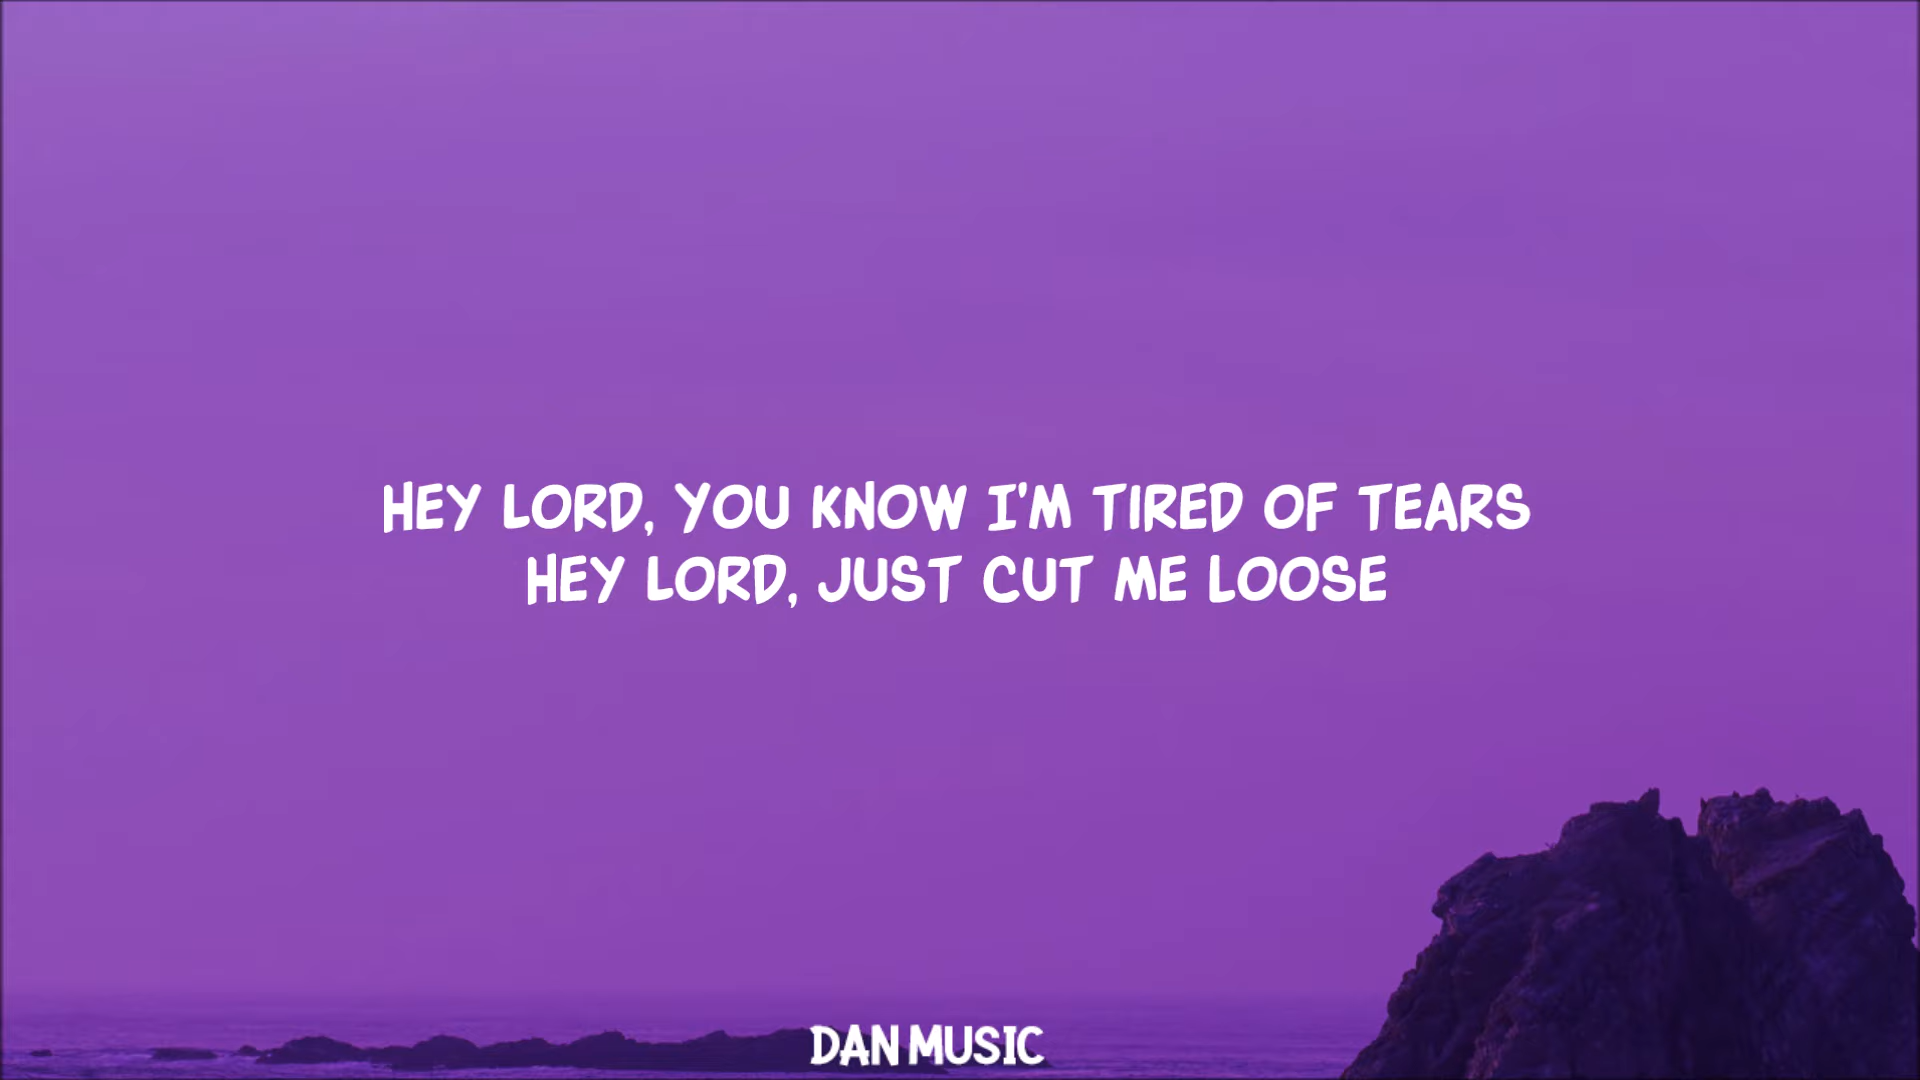 HEY LORD, YOU KNOW I'M TIRED OF TEARS
HEY LORD, JUST CUT ME LOOSE
DAN MUSIC